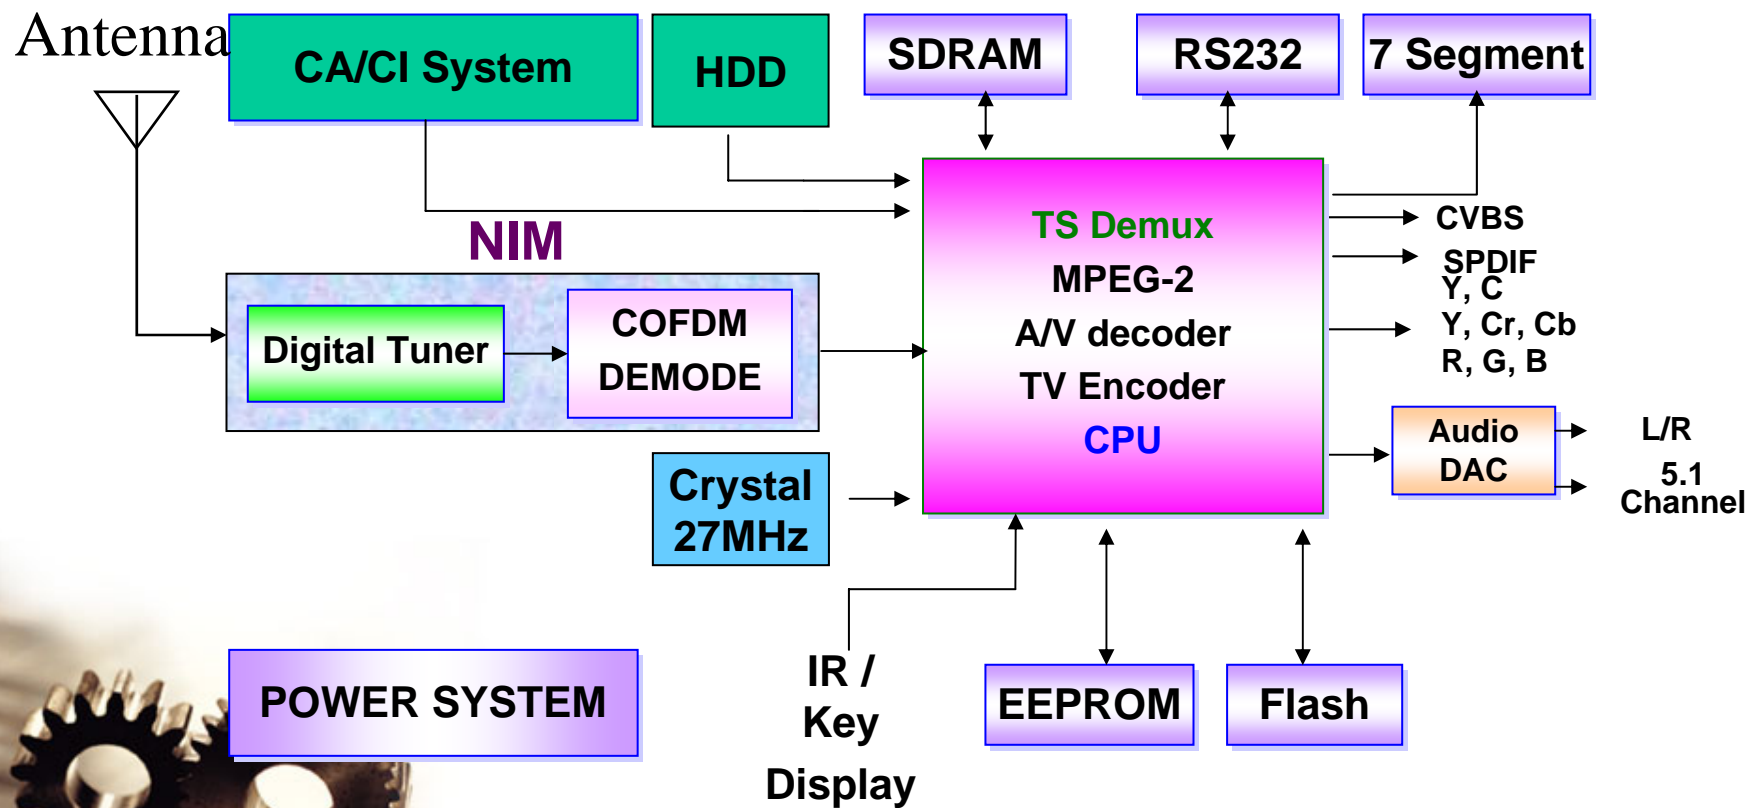 Antenna
CA/CI System
HDD
SDRAM
RS232
7 Segment
NIM
Digital Tuner
COFDM
DEMODE
TS Demux
MPEG-2
A/V decoder
TV Encoder
CPU
CVBS
SPDIF
Y, C
Y, Cr, Cb
R, G, B
Audio
DAC
L/R
5.1
Channel
Crystal
27MHz
POWER SYSTEM
IR /
Key
Display
EEPROM
Flash